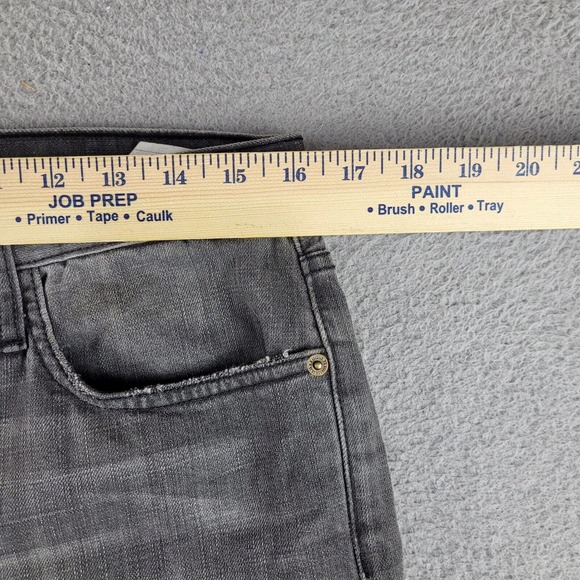 12 13 14 15 16 17 18 19 20
JOB PREP
• Primer • Tape • Caulk
PAINT
• Brush • Roller • Tray